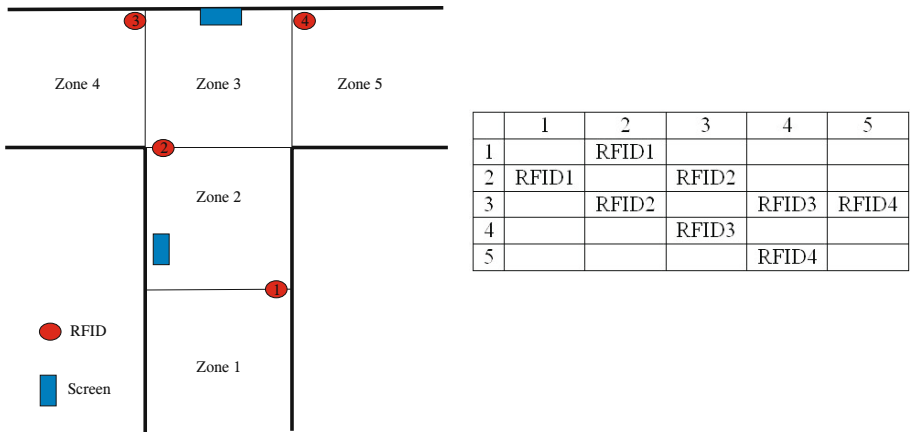 3 4
Zone 4 Zone 3 Zone 5
2
Zone 2
1
Zone 1
RFID
Screen
1 2 3 4 5
1 RFID1
2 RFID1 RFID2
3 RFID2 RFID3 RFID4
4 RFID3
5 RFID4